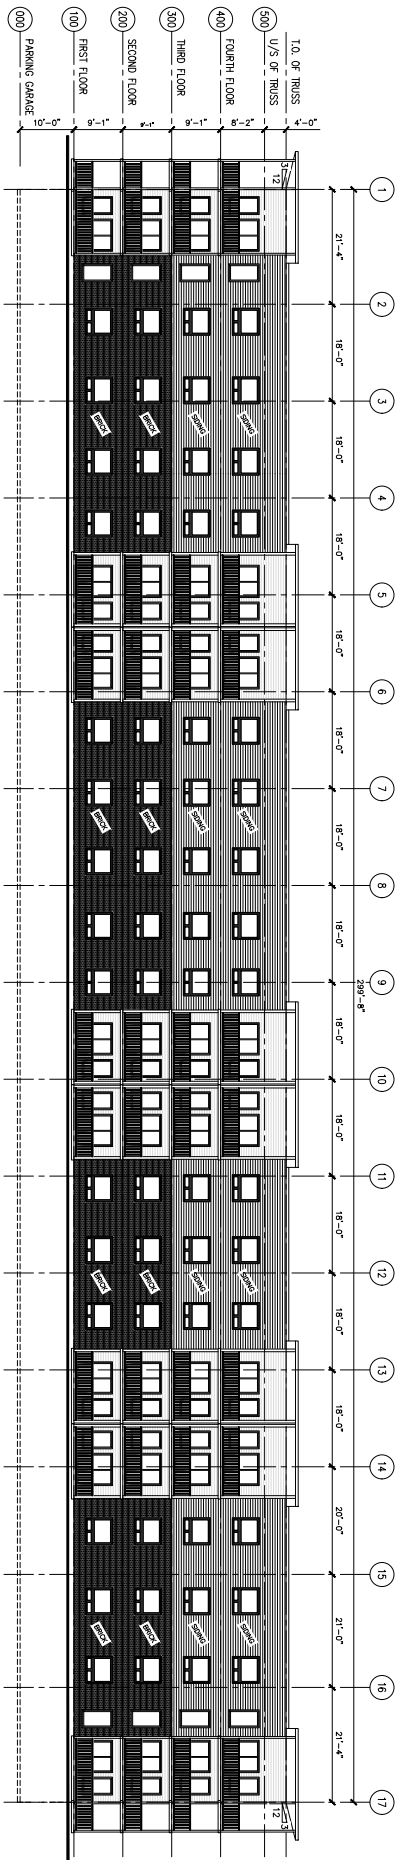 1 2 3 4 5 6 7 8 9 10 11 12 13 14 15 16 17
299'-8"
21'-4" 18'-0" 18'-0" 18'-0" 18'-0" 18'-0" 18'-0" 18'-0" 18'-0" 18'-0" 18'-0" 18'-0" 18'-0" 20'-0" 21'-0" 21'-4"
T.O. OF TRUSS
4'-0"
3 12 12 3
500 U/S OF TRUSS
8'-2"
SIDING SIDING SIDING SIDING
400 FOURTH FLOOR
9'-1"
SIDING SIDING SIDING SIDING
300 THIRD FLOOR
9'-1"
BRICK BRICK BRICK BRICK
200 SECOND FLOOR
9'-1"
BRICK BRICK BRICK BRICK
100 FIRST FLOOR
10'-0"
000 PARKING GARAGE